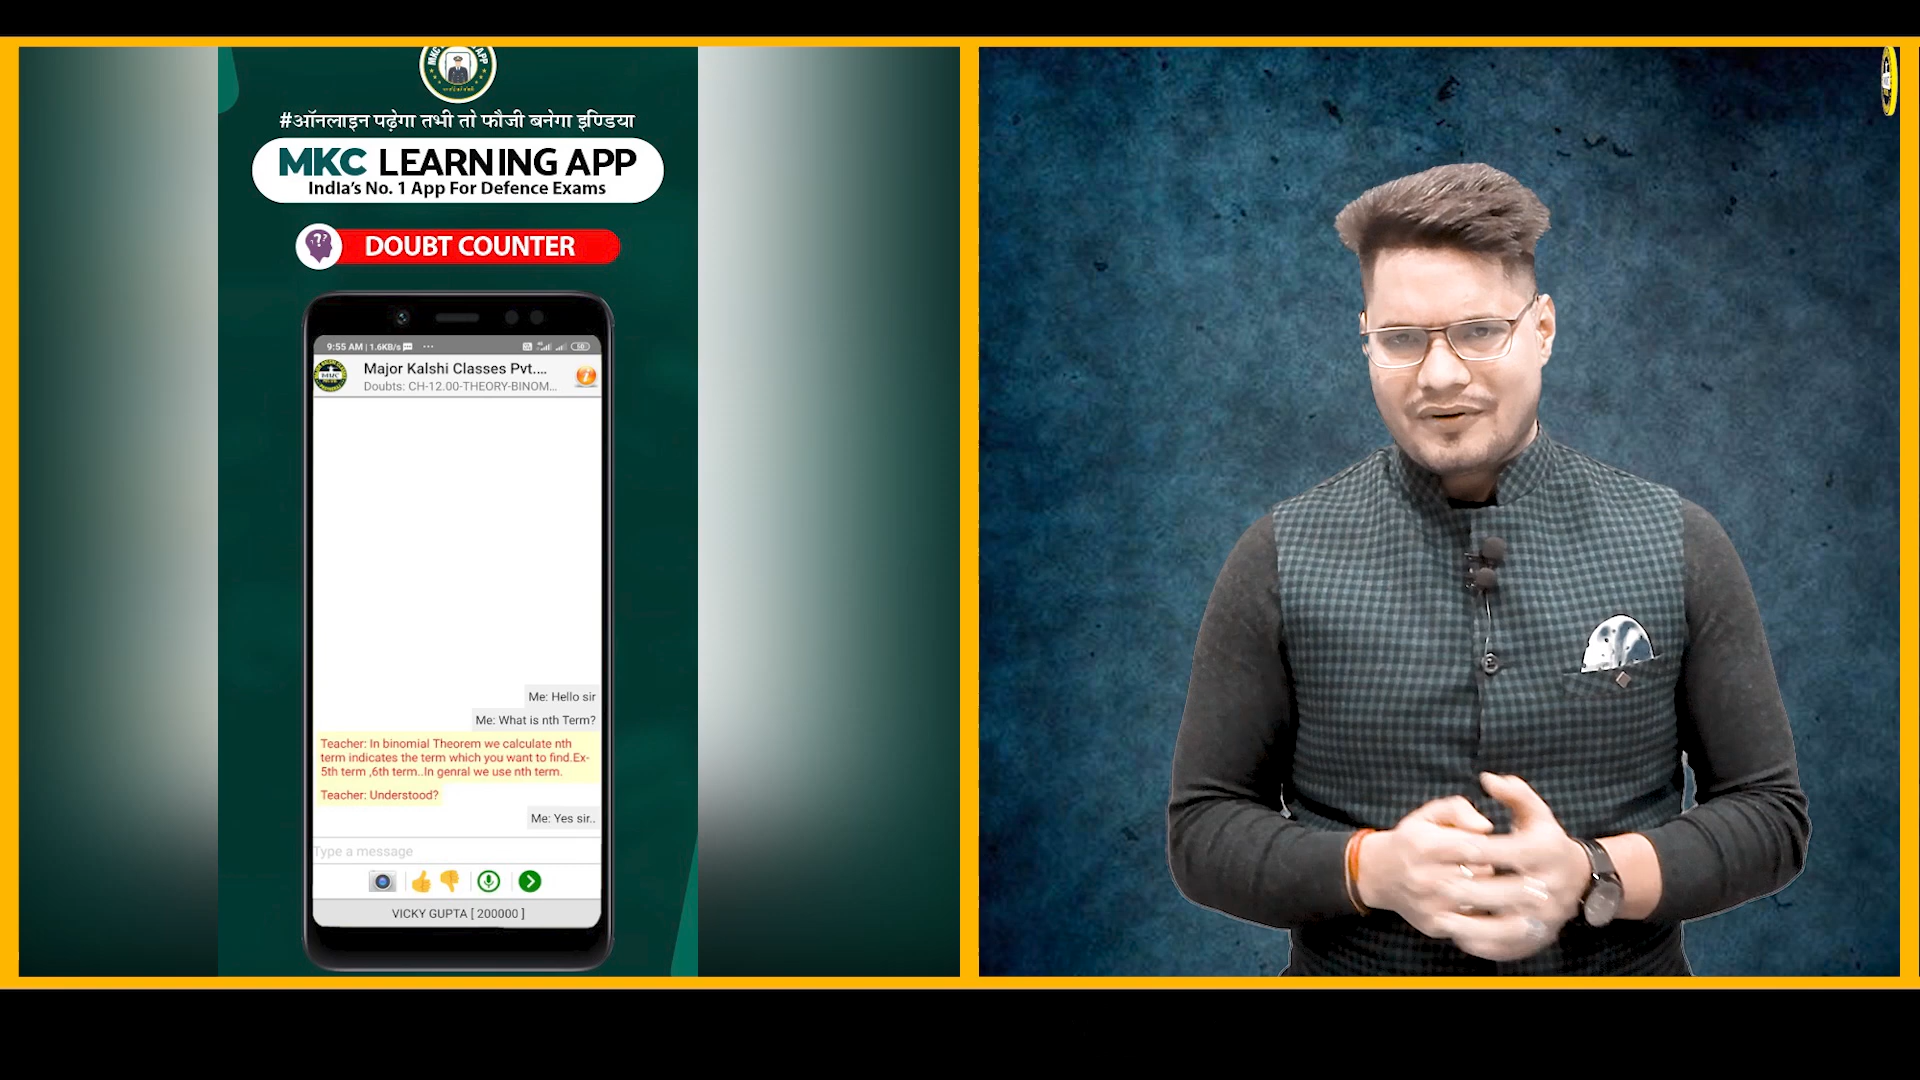 #ऑनलाइन पढ़ेगा तभी तो फौजी बनेगा इण्डिया
MKC LEARNING APP
India's No. 1 App For Defence Exams
DOUBT COUNTER
9:55 AM | 1.6KB/s
Major Kalshi Classes Pvt....
Doubts: CH-12.00-THEORY-BINOM...
Me: Hello sir
Me: What is nth Term?
Teacher: In binomial Theorem we calculate nth
term indicates the term which you want to find.Ex-
5th term ,6th term..In genral we use nth term.
Teacher: Understood?
Me: Yes sir..
Type a message
VICKY GUPTA [ 200000 ]